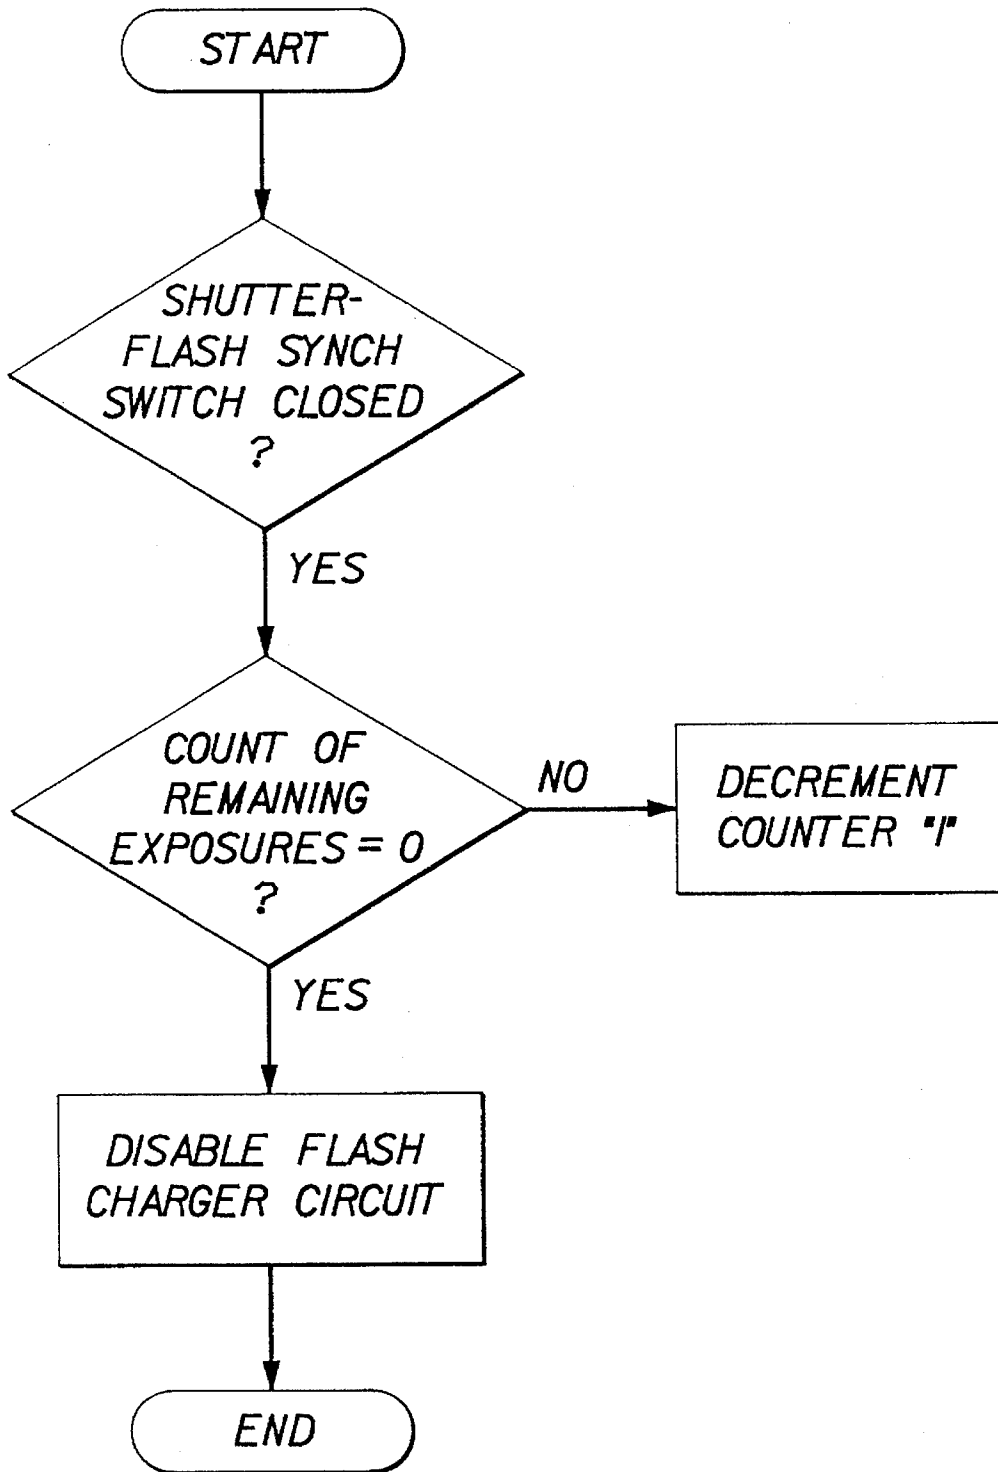 START
SHUTTER-
FLASH SYNCH
SWITCH CLOSED
?
YES
COUNT OF
REMAINING
EXPOSURES = 0
?
NO
DECREMENT
COUNTER "1"
YES
DISABLE FLASH
CHARGER CIRCUIT
END